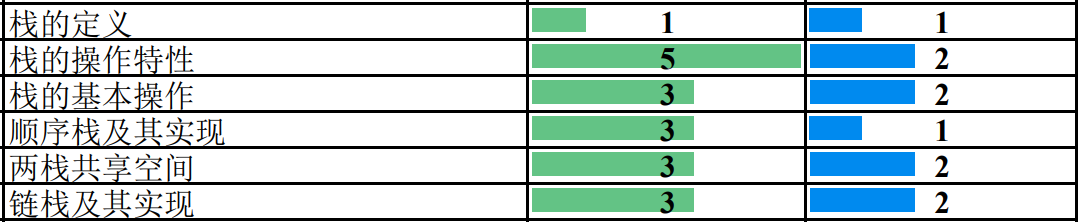 栈的定义 1 1
栈的操作特性 5 2
栈的基本操作 3 2
顺序栈及其实现 3 1
两栈共享空间 3 2
链栈及其实现 3 2